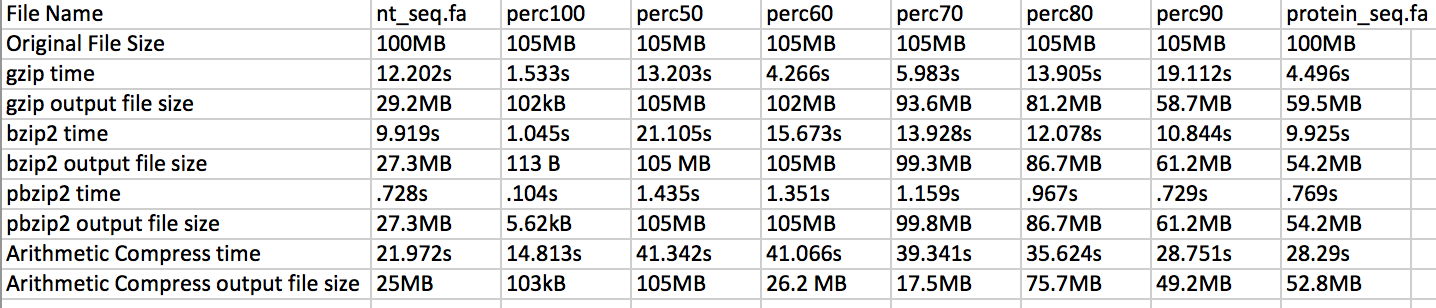 File Name nt_seq.fa perc100 perc50 perc60 perc70 perc80 perc90 protein_seq.fa
Original File Size 100MB 105MB 105MB 105MB 105MB 105MB 105MB 100MB
gzip time 12.202s 1.533s 13.203s 4.266s 5.983s 13.905s 19.112s 4.496s
gzip output file size 29.2MB 102kB 105MB 102MB 93.6MB 81.2MB 58.7MB 59.5MB
bzip2 time 9.919s 1.045s 21.105s 15.673s 13.928s 12.078s 10.844s 9.925s
bzip2 output file size 27.3MB 113 B 105 MB 105MB 99.3MB 86.7MB 61.2MB 54.2MB
pbzip2 time .728s .104s 1.435s 1.351s 1.159s .967s .729s .769s
pbzip2 output file size 27.3MB 5.62kB 105MB 105MB 99.8MB 86.7MB 61.2MB 54.2MB
Arithmetic Compress time 21.972s 14.813s 41.342s 41.066s 39.341s 35.624s 28.751s 28.29s
Arithmetic Compress output file size 25MB 103kB 105MB 26.2 MB 17.5MB 75.7MB 49.2MB 52.8MB